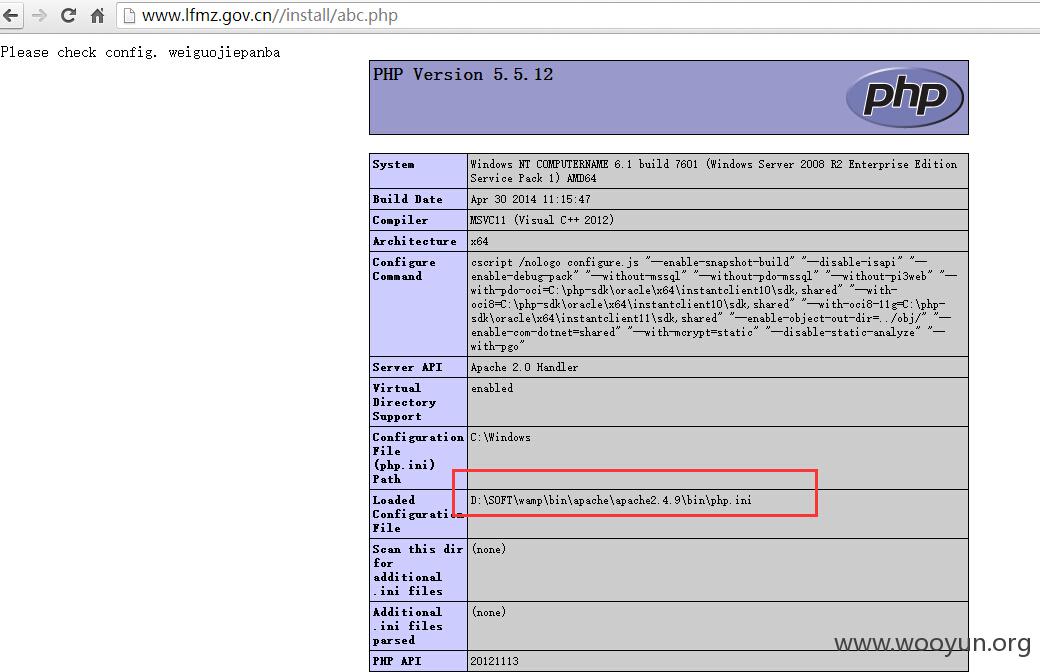 www.lfmz.gov.cn//install/abc.php
Please check config. weiguojiepanba
PHP Version 5.5.12
php
System
Windows NT COMPUTERNAME 6.1 build 7601 (Windows Server 2008 R2 Enterprise Edition
Service Pack 1) AMD64
Build Date
Apr 30 2014 11:15:47
Compiler
MSVC11 (Visual C++ 2012)
Architecture
x64
Configure
Command
cscript /nologo configure.js "--enable-snapshot-build" "--disable-isapi" "--
enable-debug-pack" "--without-mssql" "--without-pdo-mssql" "--without-pi3web" "--
with-pdo-oci=C:\php-sdk\oracle\x64\instantclient10\sdk,shared" "--with-
oci8=C:\php-sdk\oracle\x64\instantclient10\sdk,shared" "--with-oci8-11g=C:\php-
sdk\oracle\x64\instantclient11\sdk,shared" "--enable-object-out-dir=../obj/" "--
enable-com-dotnet=shared" "--with-mcrypt=static" "--disable-static-analyze" "--
with-pgo"
Server API
Apache 2.0 Handler
Virtual
Directory
Support
enabled
Configuration
File
(php.ini)
Path
C:\Windows
Loaded
Configuration
File
D:\SOFT\wamp\bin\apache\apache2.4.9\bin\php.ini
Scan this dir
for
additional
.ini files
(none)
Additional
.ini files
parsed
(none)
PHP API
20121113
www.wooyun.org